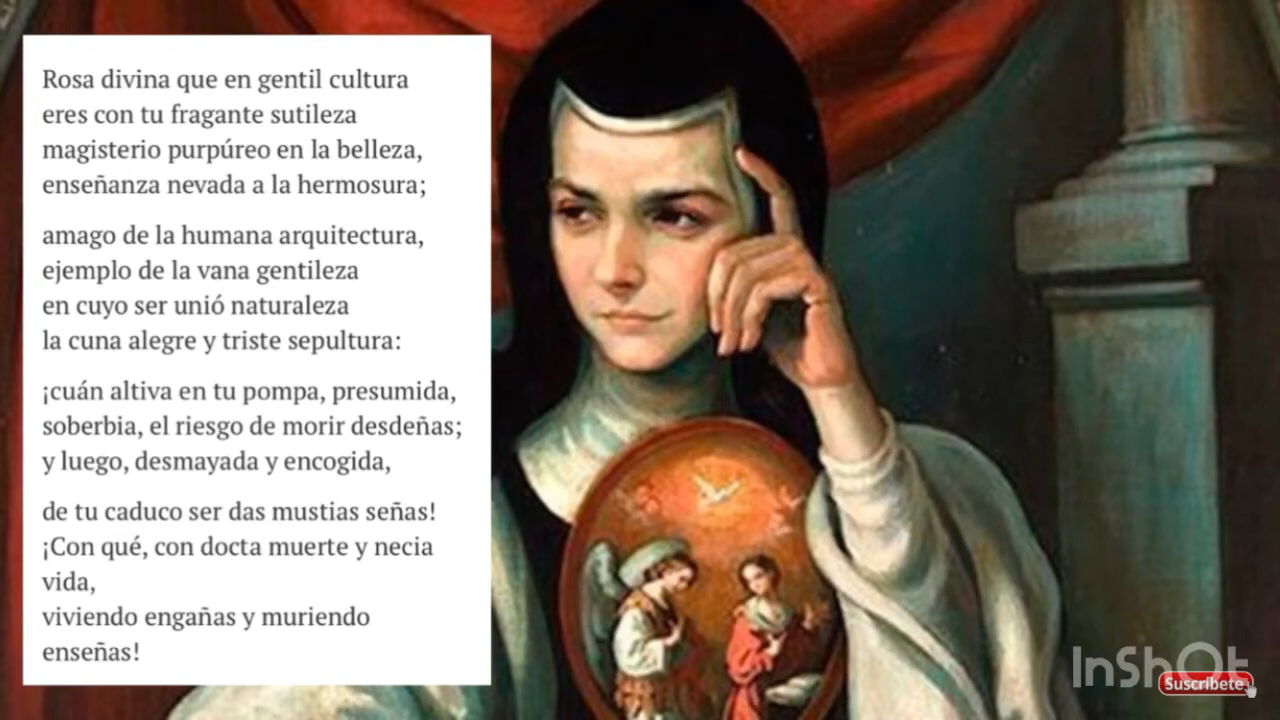 Rosa divina que en gentil cultura
eres con tu fragante sutileza
magisterio purpúreo en la belleza,
enseñanza nevada a la hermosura;
amago de la humana arquitectura,
ejemplo de la vana gentileza
en cuyo ser unió naturaleza
la cuna alegre y triste sepultura:
¡cuán altiva en tu pompa, presumida,
soberbia, el riesgo de morir desdeñas;
y luego, desmayada y encogida,
de tu caduco ser das mustias señas!
¡Con qué, con docta muerte y necia
vida,
viviendo engañas y muriendo
enseñas!
InShOt
Suscríbete